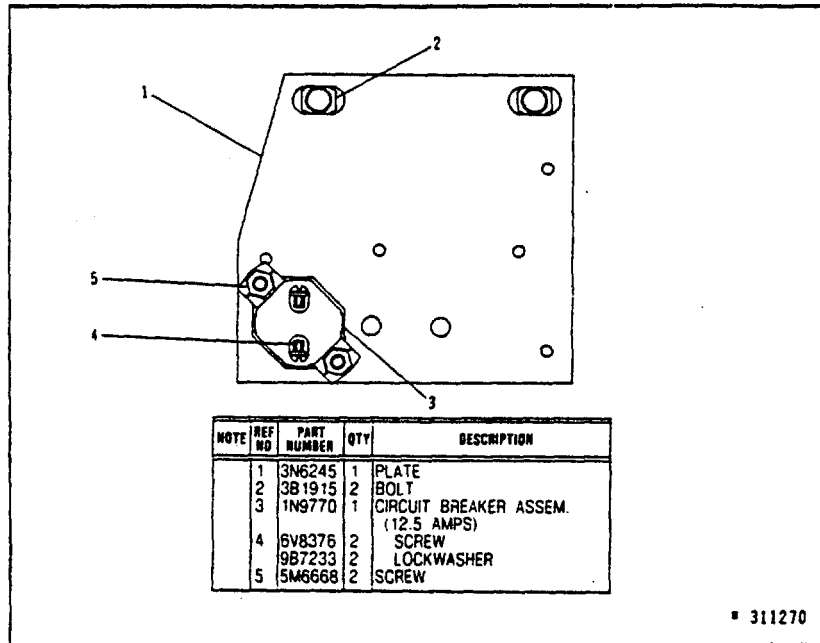 2
1
5
4
3
NOTE REF NO PART NUMBER QTY DESCRIPTION
1 3N6245 1 PLATE
2 3B1915 2 BOLT
3 1N9770 1 CIRCUIT BREAKER ASSEM.
(12.5 AMPS)
4 6V8376 2 SCREW
9B7233 2 LOCKWASHER
5 5M6668 2 SCREW
311270